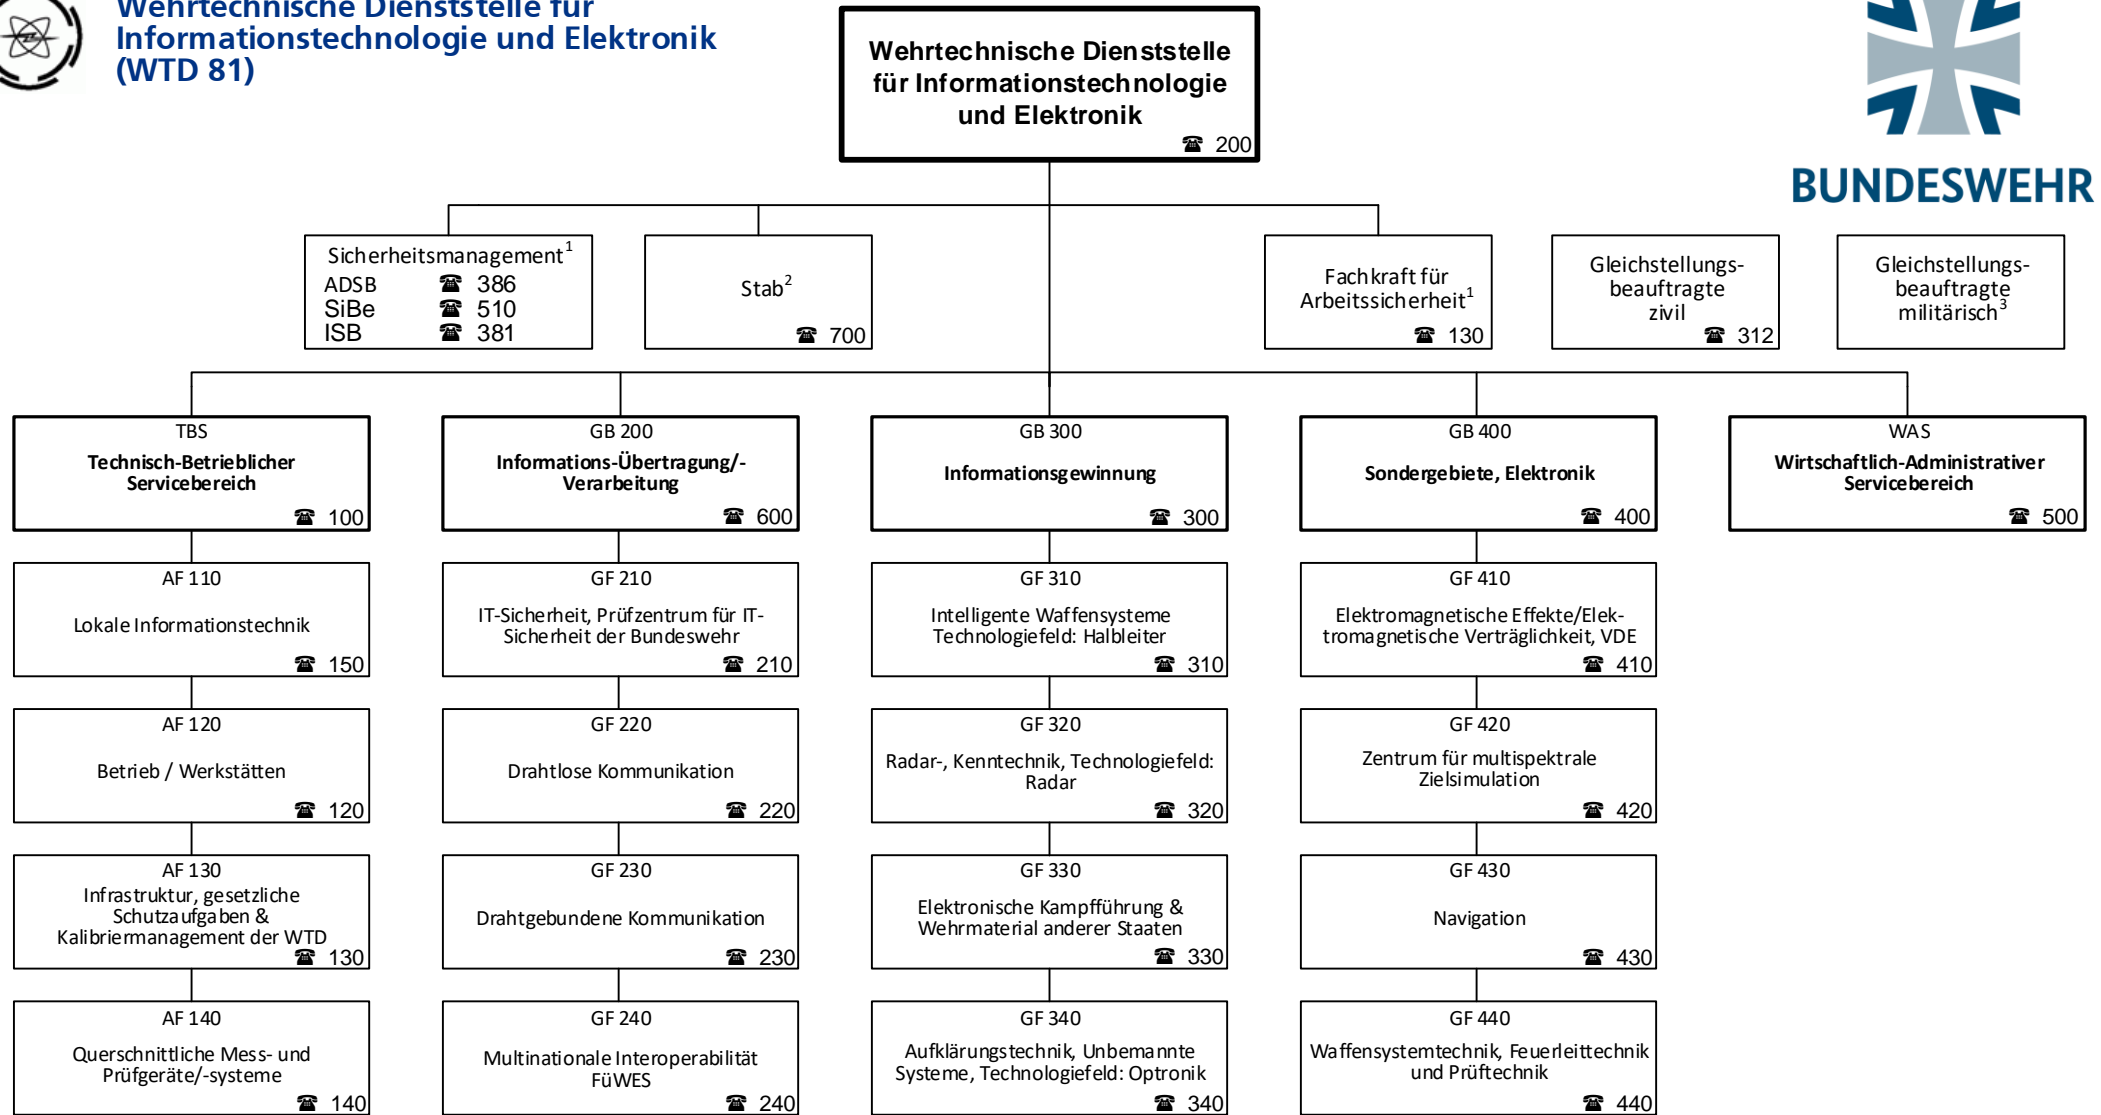 Wehrtechnische Dienststelle für
Informationstechnologie und Elektronik
(WTD 81)
Wehrtechnische Dienststelle
für Informationstechnologie
und Elektronik
☎ 200
BUNDESWEHR
Sicherheitsmanagement¹
ADSB ☎ 386
SiBe ☎ 510
ISB ☎ 381
Stab²
☎ 700
Fachkraft für
Arbeitssicherheit¹
☎ 130
Gleichstellungs-
beauftragte
zivil
☎ 312
Gleichstellungs-
beauftragte
militärisch³
TBS
Technisch-Betrieblicher
Servicebereich
☎ 100
GB 200
Informations-Übertragung/-
Verarbeitung
☎ 600
GB 300
Informationsgewinnung
☎ 300
GB 400
Sondergebiete, Elektronik
☎ 400
WAS
Wirtschaftlich-Administrativer
Servicebereich
☎ 500
AF 110
Lokale Informationstechnik
☎ 150
GF 210
IT-Sicherheit, Prüfzentrum für IT-
Sicherheit der Bundeswehr
☎ 210
GF 310
Intelligente Waffensysteme
Technologiefeld: Halbleiter
☎ 310
GF 410
Elektromagnetische Effekte/Elek-
tromagnetische Verträglichkeit, VDE
☎ 410
AF 120
Betrieb / Werkstätten
☎ 120
GF 220
Drahtlose Kommunikation
☎ 220
GF 320
Radar-, Kenntechnik, Technologiefeld:
Radar
☎ 320
GF 420
Zentrum für multispektrale
Zielsimulation
☎ 420
AF 130
Infrastruktur, gesetzliche
Schutzaufgaben &
Kalibriermanagement der WTD
☎ 130
GF 230
Drahtgebundene Kommunikation
☎ 230
GF 330
Elektronische Kampfführung &
Wehrmaterial anderer Staaten
☎ 330
GF 430
Navigation
☎ 430
AF 140
Querschnittliche Mess- und
Prüfgeräte/-systeme
☎ 140
GF 240
Multinationale Interoperabilität
FüWES
☎ 240
GF 340
Aufklärungstechnik, Unbemannte
Systeme, Technologiefeld: Optronik
☎ 340
GF 440
Waffensystemtechnik, Feuerleittechnik
und Prüftechnik
☎ 440